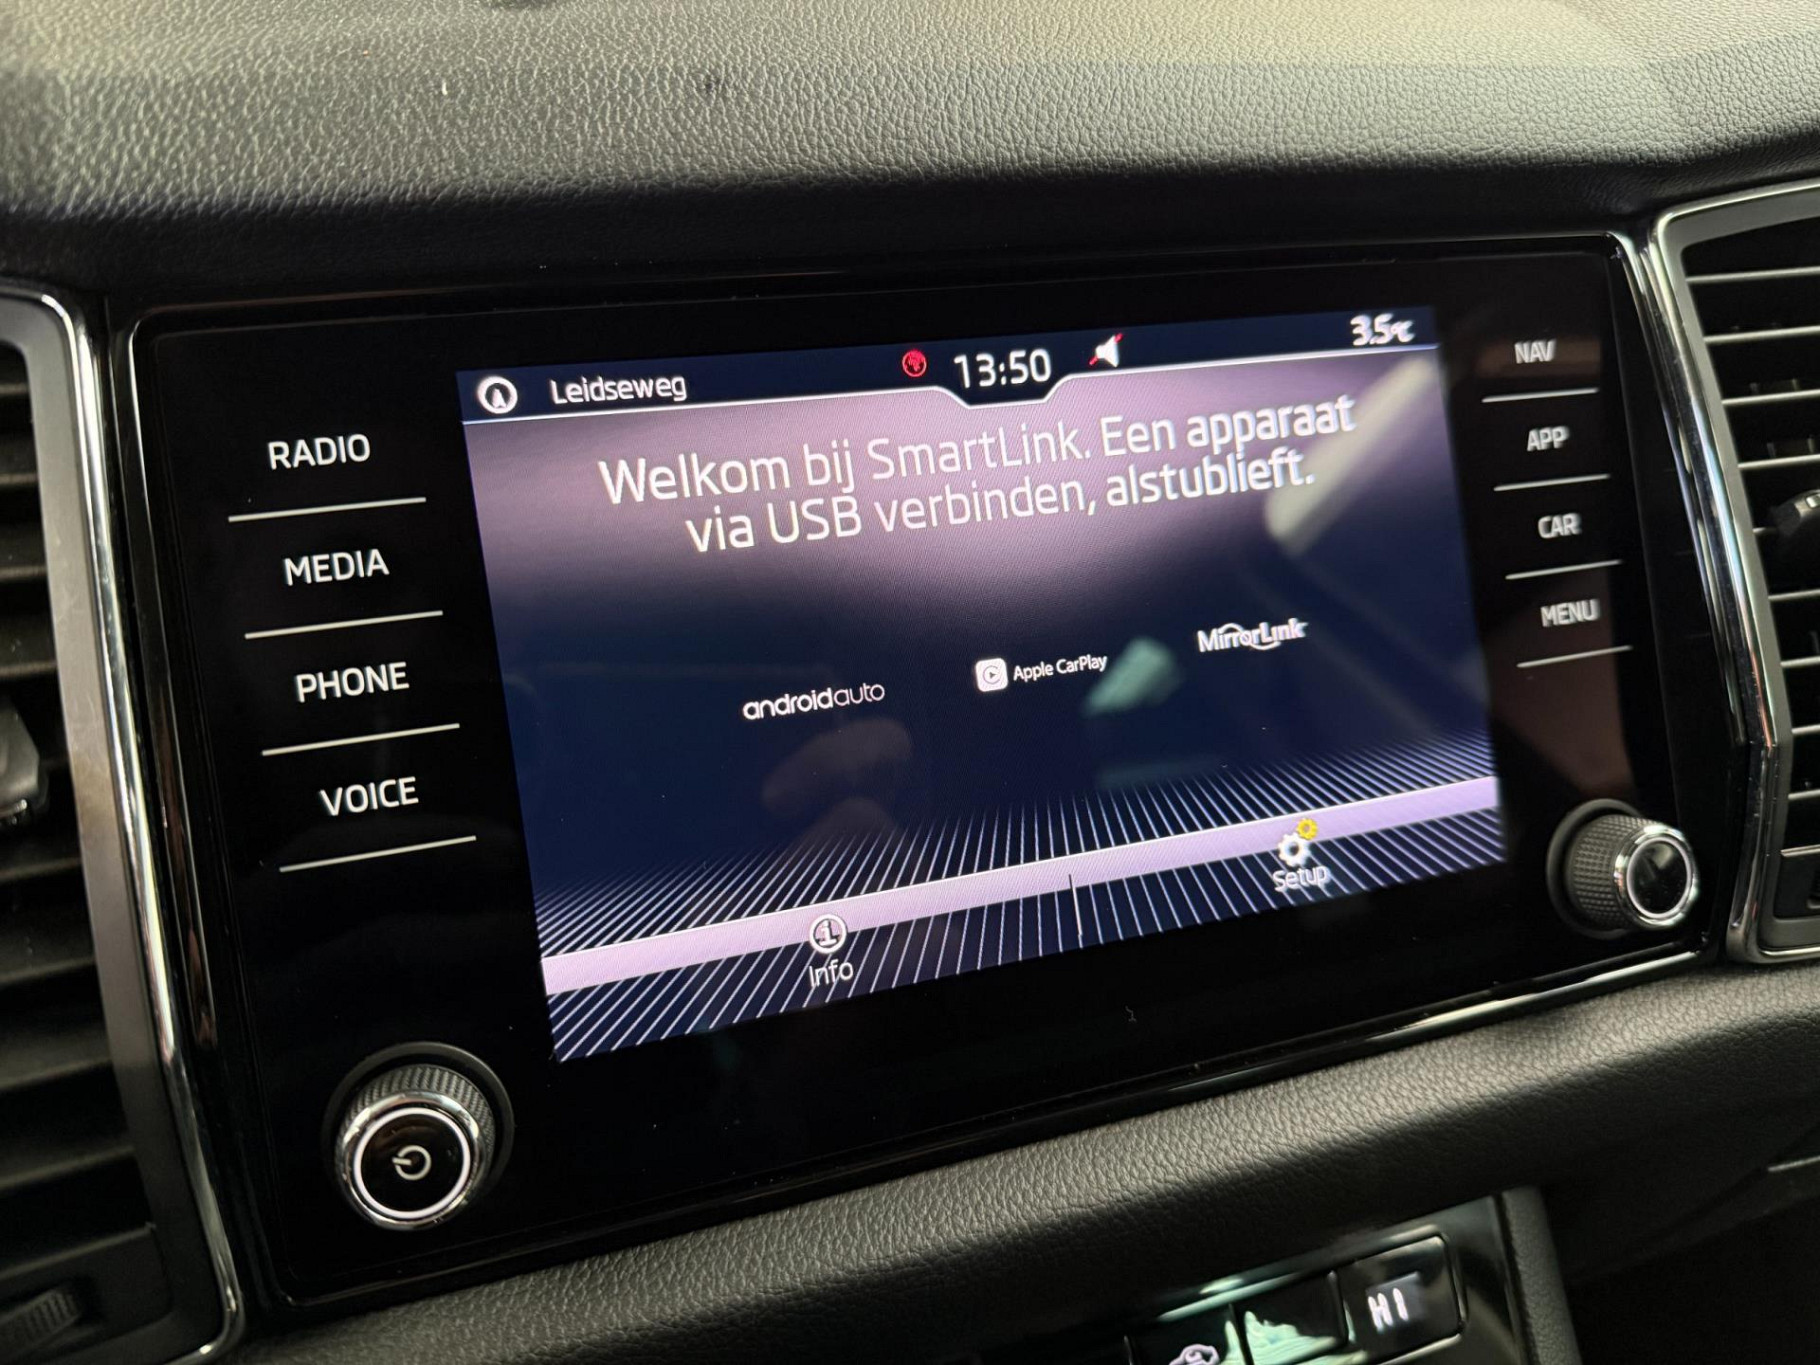 Leidseweg
13:50
3.5°C
Welkom bij SmartLink. Een apparaat
via USB verbinden, alstublieft.
androidauto
Apple CarPlay
MirrorLink
Info
Setup
RADIO
MEDIA
PHONE
VOICE
NAV
APP
CAR
MENU
HI